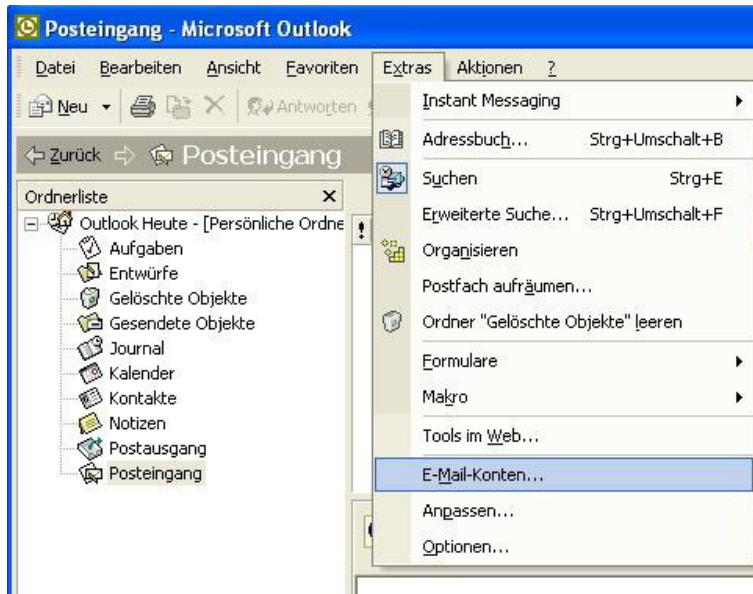 Posteingang - Microsoft Outlook
Datei Bearbeiten Ansicht Favoriten Extras Aktionen ?
Neu Antworten
Zurück Posteingang
Ordnerliste
Outlook Heute - [Persönliche Ordne
Aufgaben
Entwürfe
Gelöschte Objekte
Gesendete Objekte
Journal
Kalender
Kontakte
Notizen
Postausgang
Posteingang
Instant Messaging
Adressbuch... Strg+Umschalt+B
Suchen Strg+E
Erweiterte Suche... Strg+Umschalt+F
Organisieren
Postfach aufräumen...
Ordner "Gelöschte Objekte" leeren
Formulare
Makro
Tools im Web...
E-Mail-Konten...
Anpassen...
Optionen...